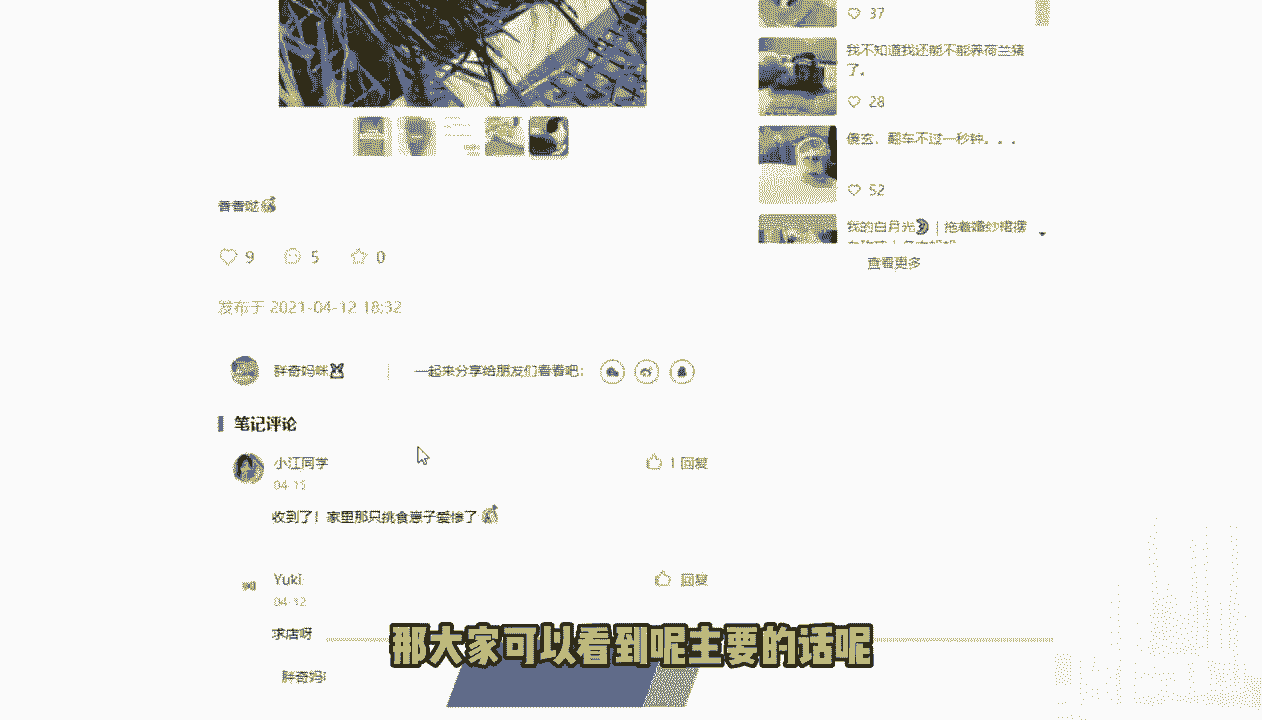 37
我不知道我还能不能养荷兰猪
了。
28
傻玄，翻车不过一秒钟。。。
52
我的白月光🌛｜拖着婚纱裙摆
查看更多
香香哒
9 5 0
发布于 2021-04-12 18:32
胖奇妈咪 一起来分享给朋友们看看吧：
笔记评论
小江同学 1 回复
04-15
收到了！家里那只挑食崽子爱惨了
Yuki 回复
04-12
求店呀
那大家可以看到呢主要的话呢
胖奇妈